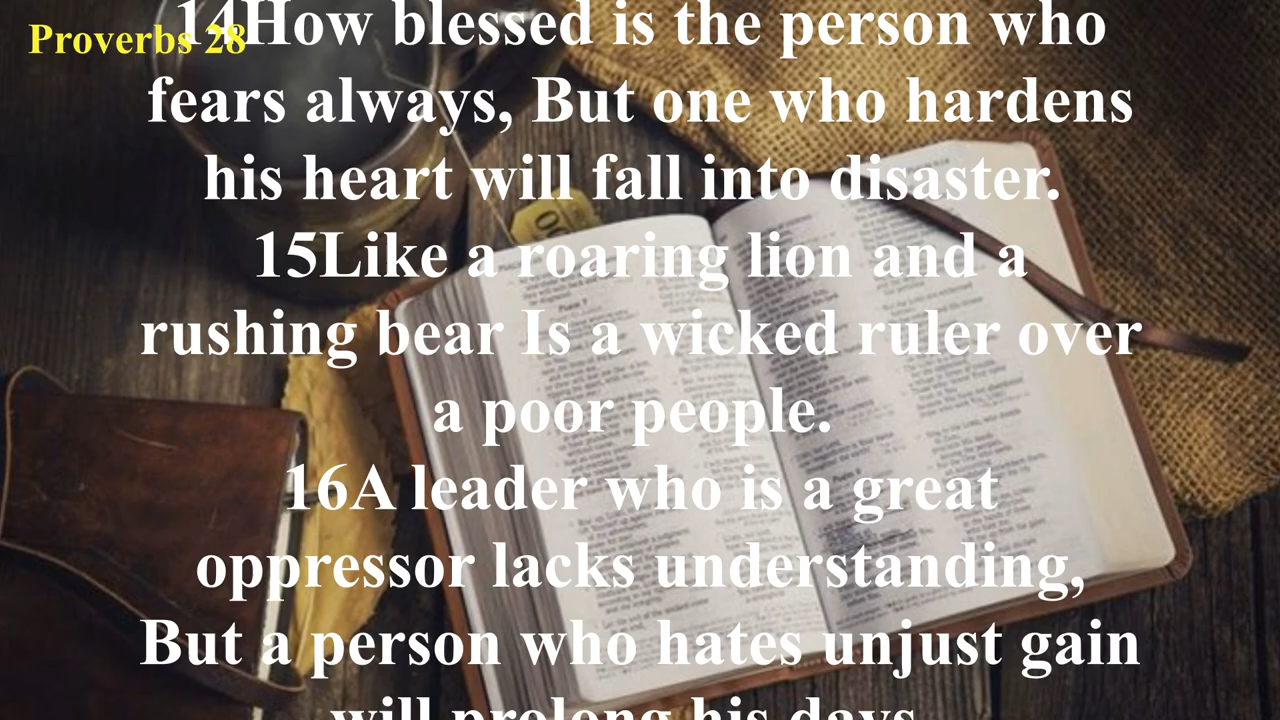 Proverbs 28
14How blessed is the person who
fears always, But one who hardens
his heart will fall into disaster.
15Like a roaring lion and a
rushing bear Is a wicked ruler over
a poor people.
16A leader who is a great
oppressor lacks understanding,
But a person who hates unjust gain
will prolong his days.